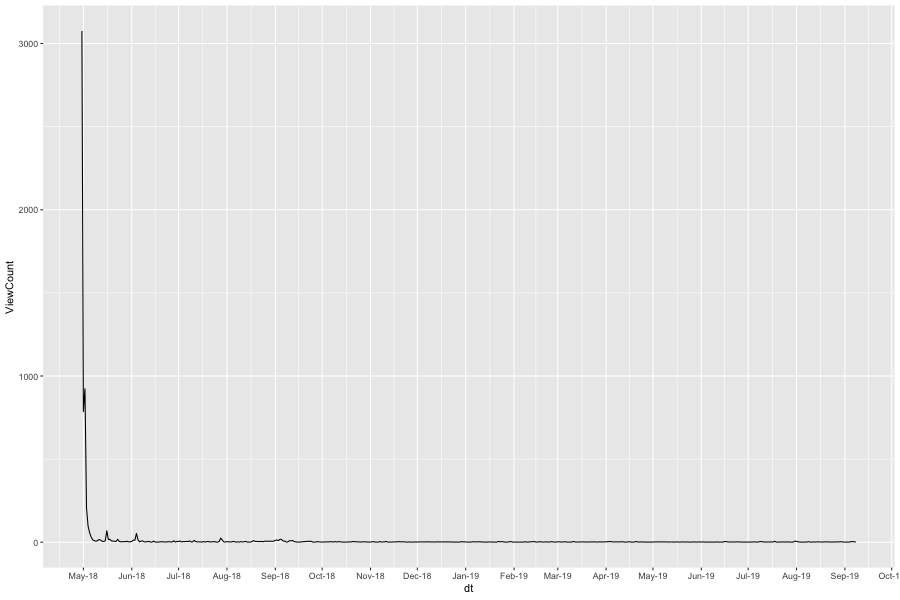 ViewCount
3000
2000
1000
0
May-18 Jun-18 Jul-18 Aug-18 Sep-18 Oct-18 Nov-18 Dec-18 Jan-19 Feb-19 Mar-19 Apr-19 May-19 Jun-19 Jul-19 Aug-19 Sep-19 Oct-1
dt